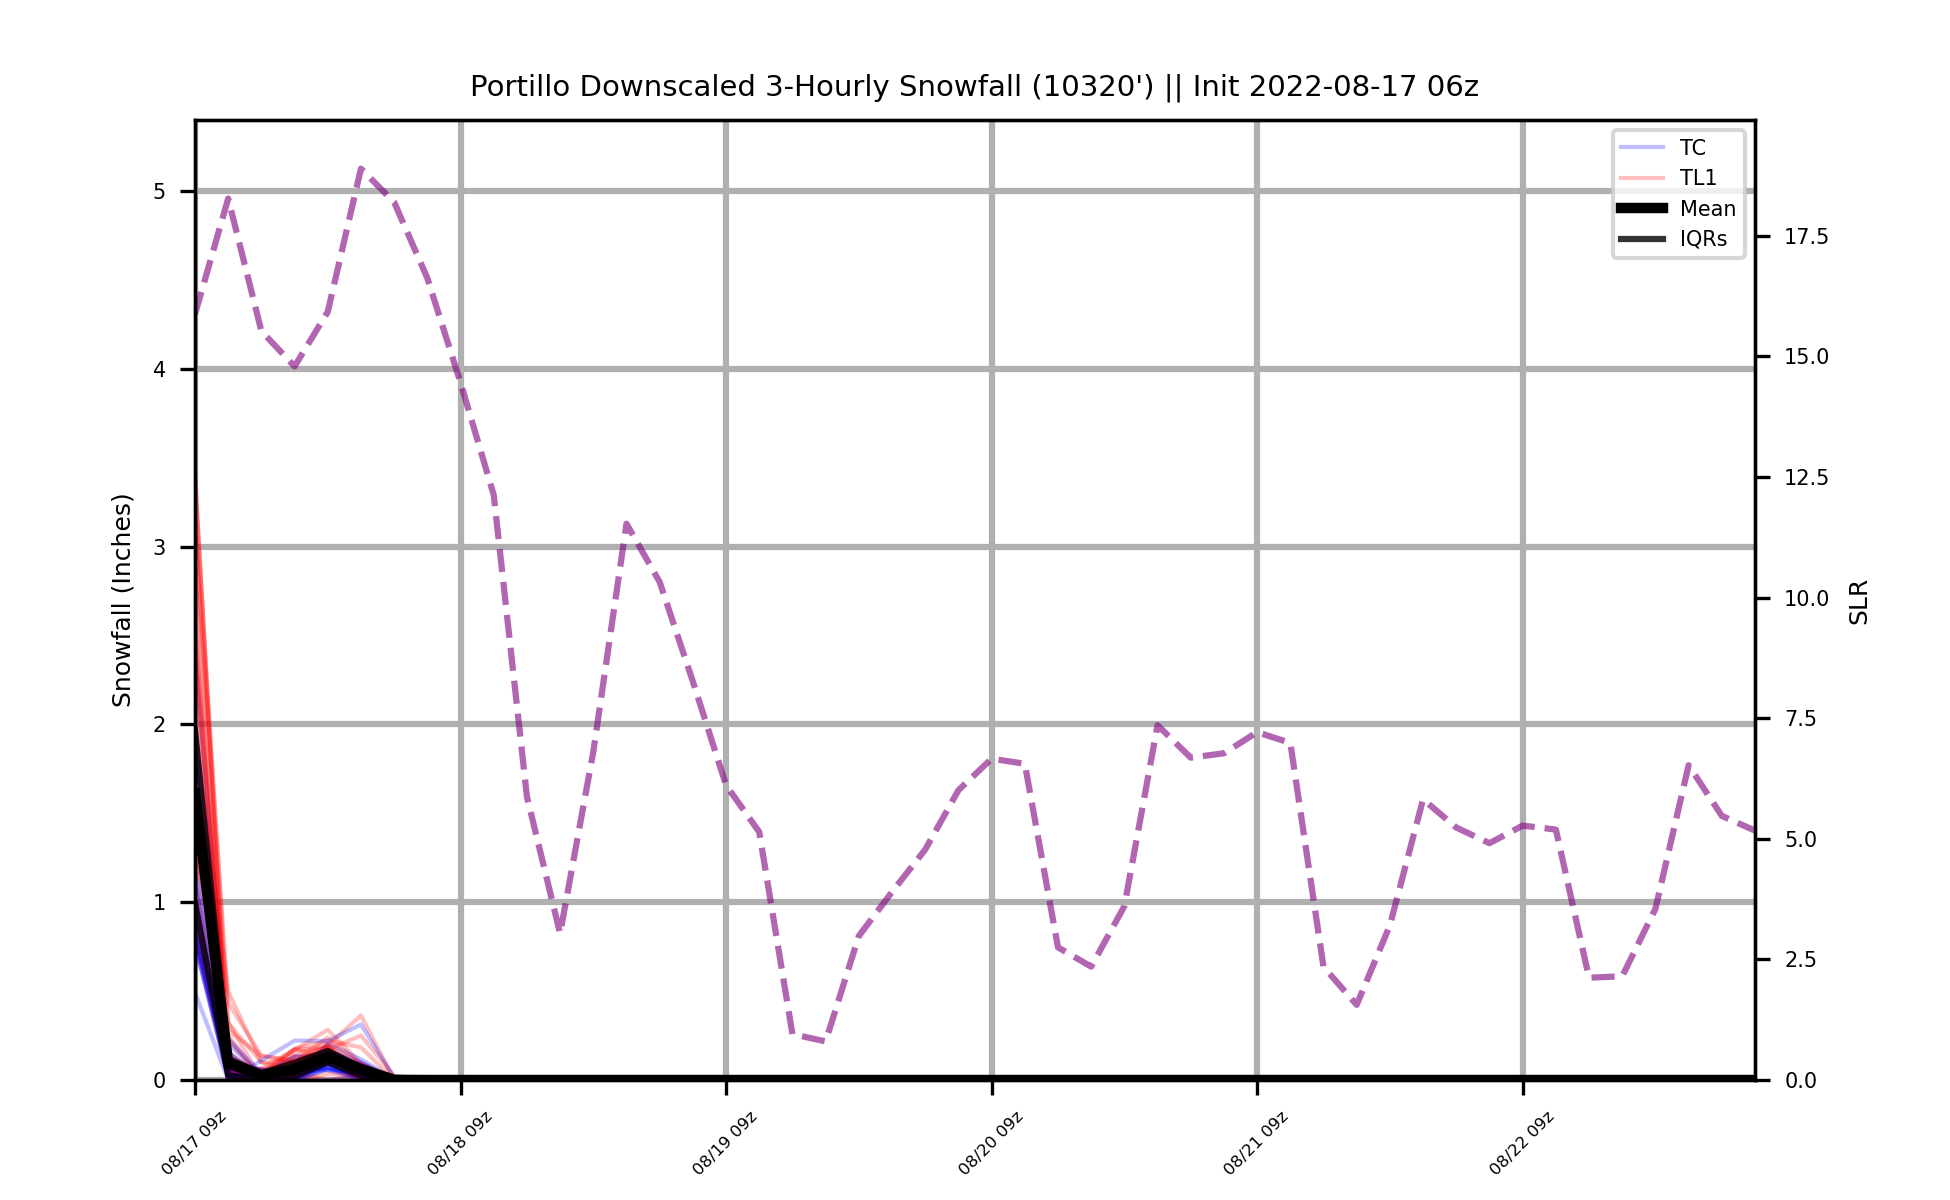 Portillo Downscaled 3-Hourly Snowfall (10320') || Init 2022-08-17 06z
TC
TL1
Mean
IQRs
Snowfall (Inches)
5
4
3
2
1
0
17.5
15.0
12.5
10.0
7.5
5.0
2.5
0.0
SLR
08/17 09z
08/18 09z
08/19 09z
08/20 09z
08/21 09z
08/22 09z